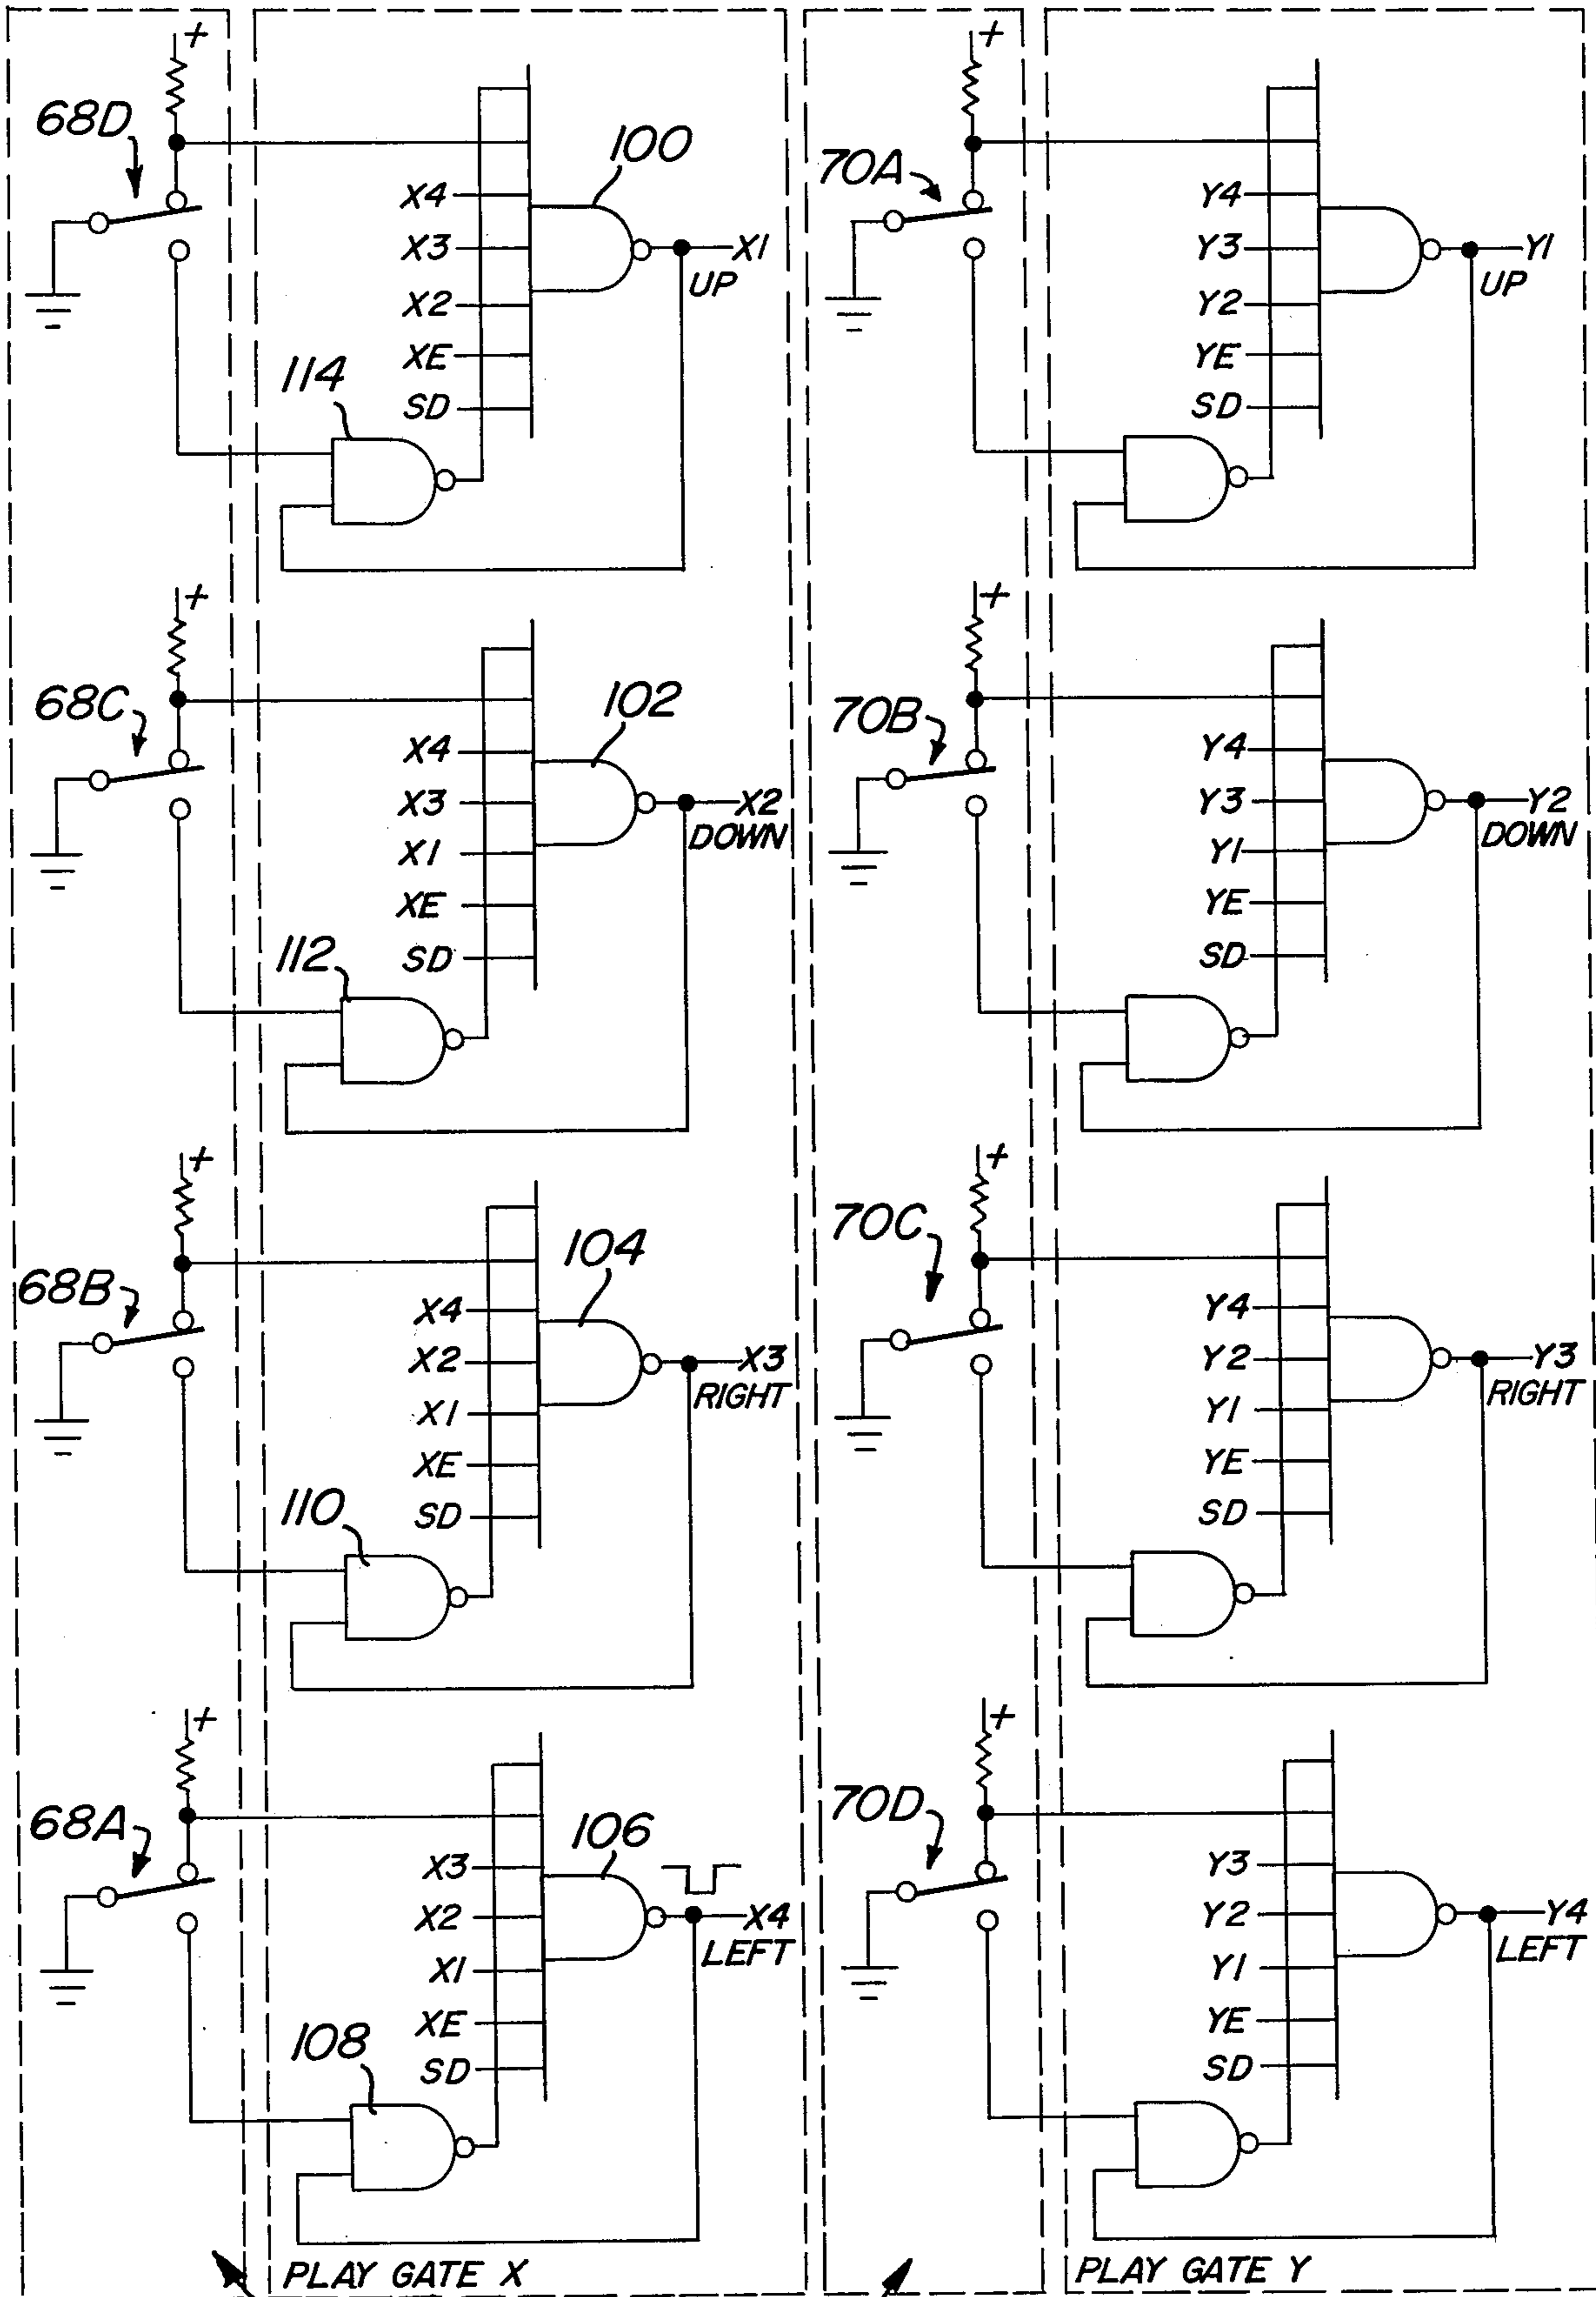 +
68D
100
X4
X3
X2
XE
SD
X1
UP
114
+
68C
102
X4
X3
X1
XE
SD
X2
DOWN
112
+
68B
104
X4
X2
X1
XE
SD
X3
RIGHT
110
+
68A
106
X3
X2
X1
XE
SD
X4
LEFT
108
PLAY GATE X
+
70A
Y4
Y3
Y2
YE
SD
Y1
UP
+
70B
Y4
Y3
Y1
YE
SD
Y2
DOWN
+
70C
Y4
Y2
Y1
YE
SD
Y3
RIGHT
+
70D
Y3
Y2
Y1
YE
SD
Y4
LEFT
PLAY GATE Y